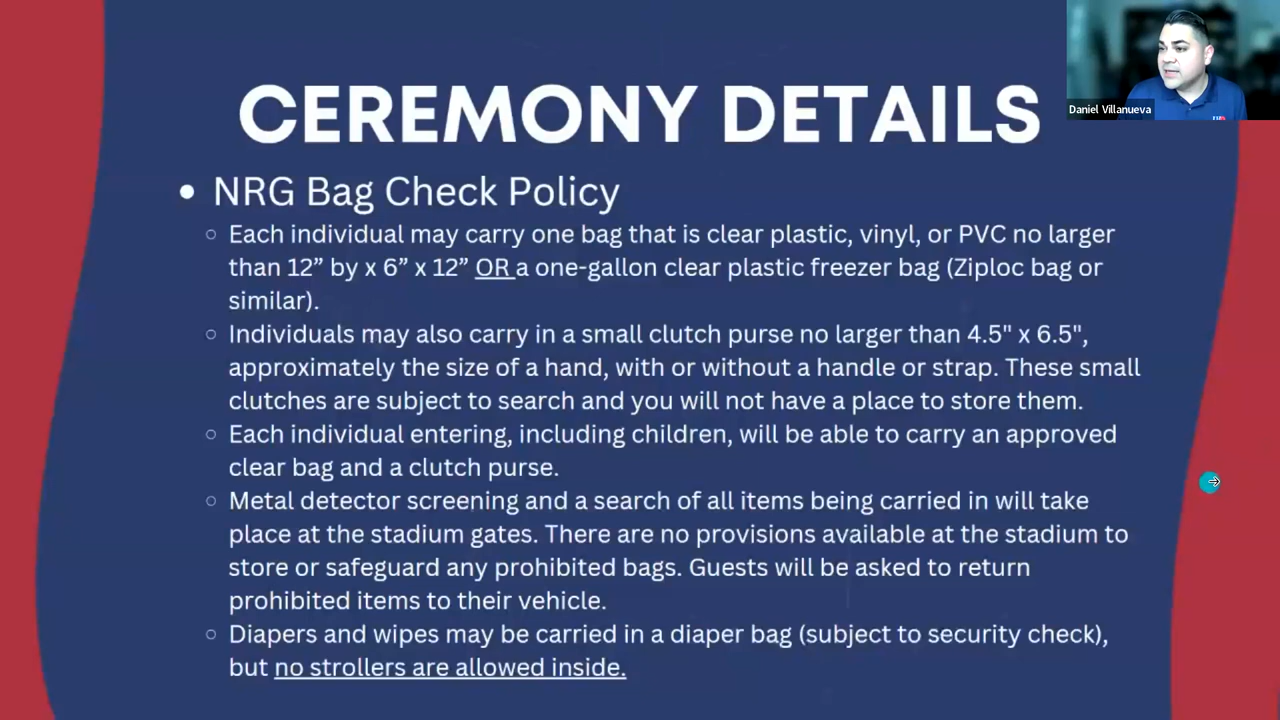 Daniel Villanueva
CEREMONY DETAILS
• NRG Bag Check Policy
○ Each individual may carry one bag that is clear plastic, vinyl, or PVC no larger
than 12” by x 6” x 12” OR a one-gallon clear plastic freezer bag (Ziploc bag or
similar).
○ Individuals may also carry in a small clutch purse no larger than 4.5" x 6.5",
approximately the size of a hand, with or without a handle or strap. These small
clutches are subject to search and you will not have a place to store them.
○ Each individual entering, including children, will be able to carry an approved
clear bag and a clutch purse.
○ Metal detector screening and a search of all items being carried in will take
place at the stadium gates. There are no provisions available at the stadium to
store or safeguard any prohibited bags. Guests will be asked to return
prohibited items to their vehicle.
○ Diapers and wipes may be carried in a diaper bag (subject to security check),
but no strollers are allowed inside.